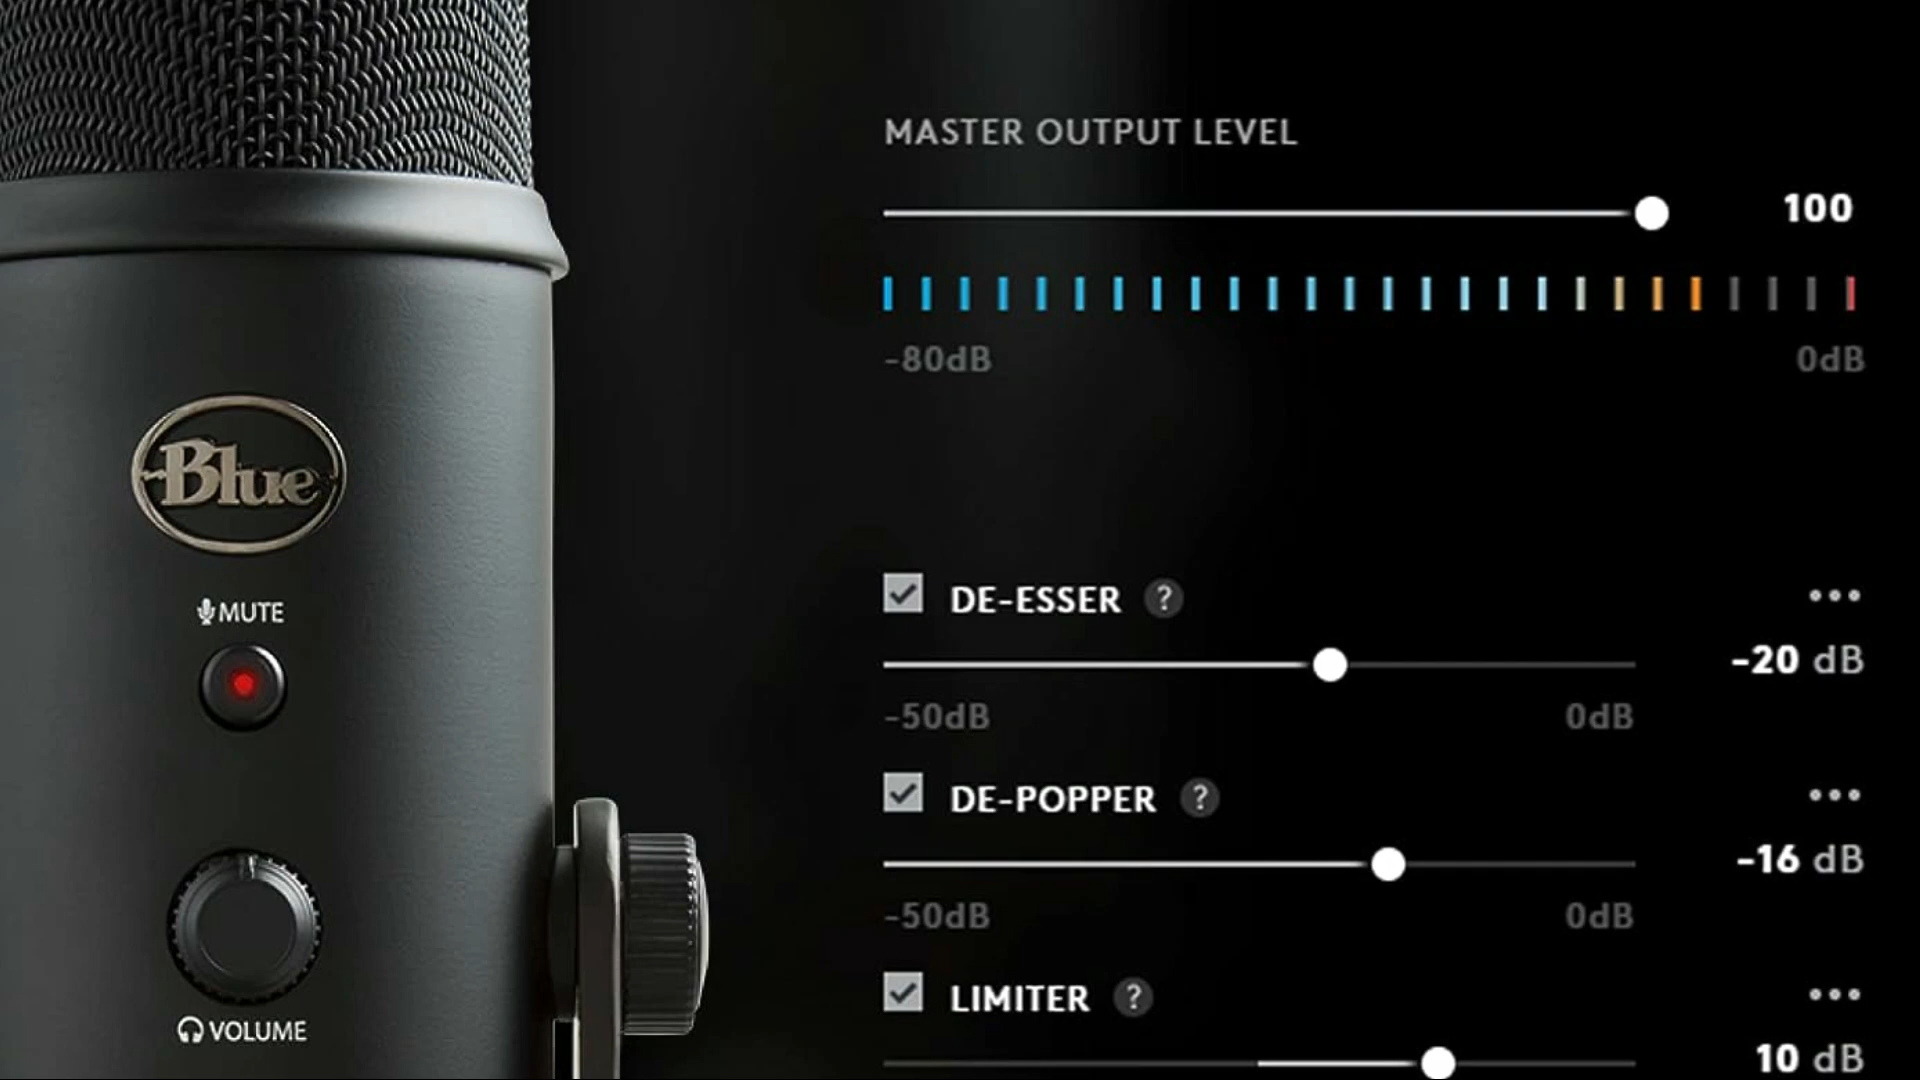 Blue
MUTE
VOLUME
MASTER OUTPUT LEVEL
100
-80dB 0dB
DE-ESSER ?
-20 dB
-50dB 0dB
DE-POPPER ?
-16 dB
-50dB 0dB
LIMITER ?
10 dB